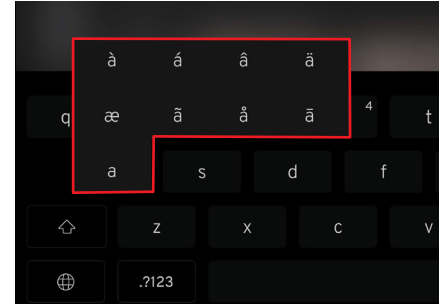 à á â ä
q æ ã å ā 4 t
a s d f
z x c v
.?123